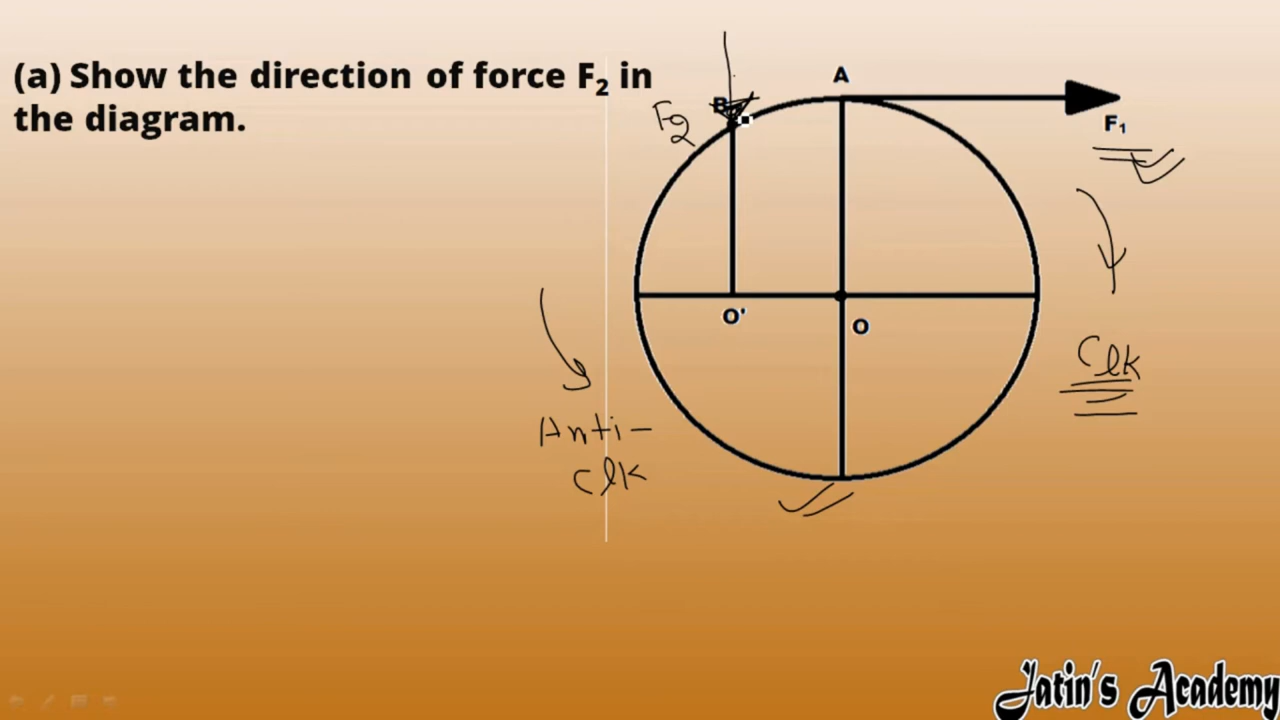 (a) Show the direction of force F₂ in
the diagram.
A
B
F₂
F₁
Clk
O'
O
Anti-
Clk
Jatin's Academy